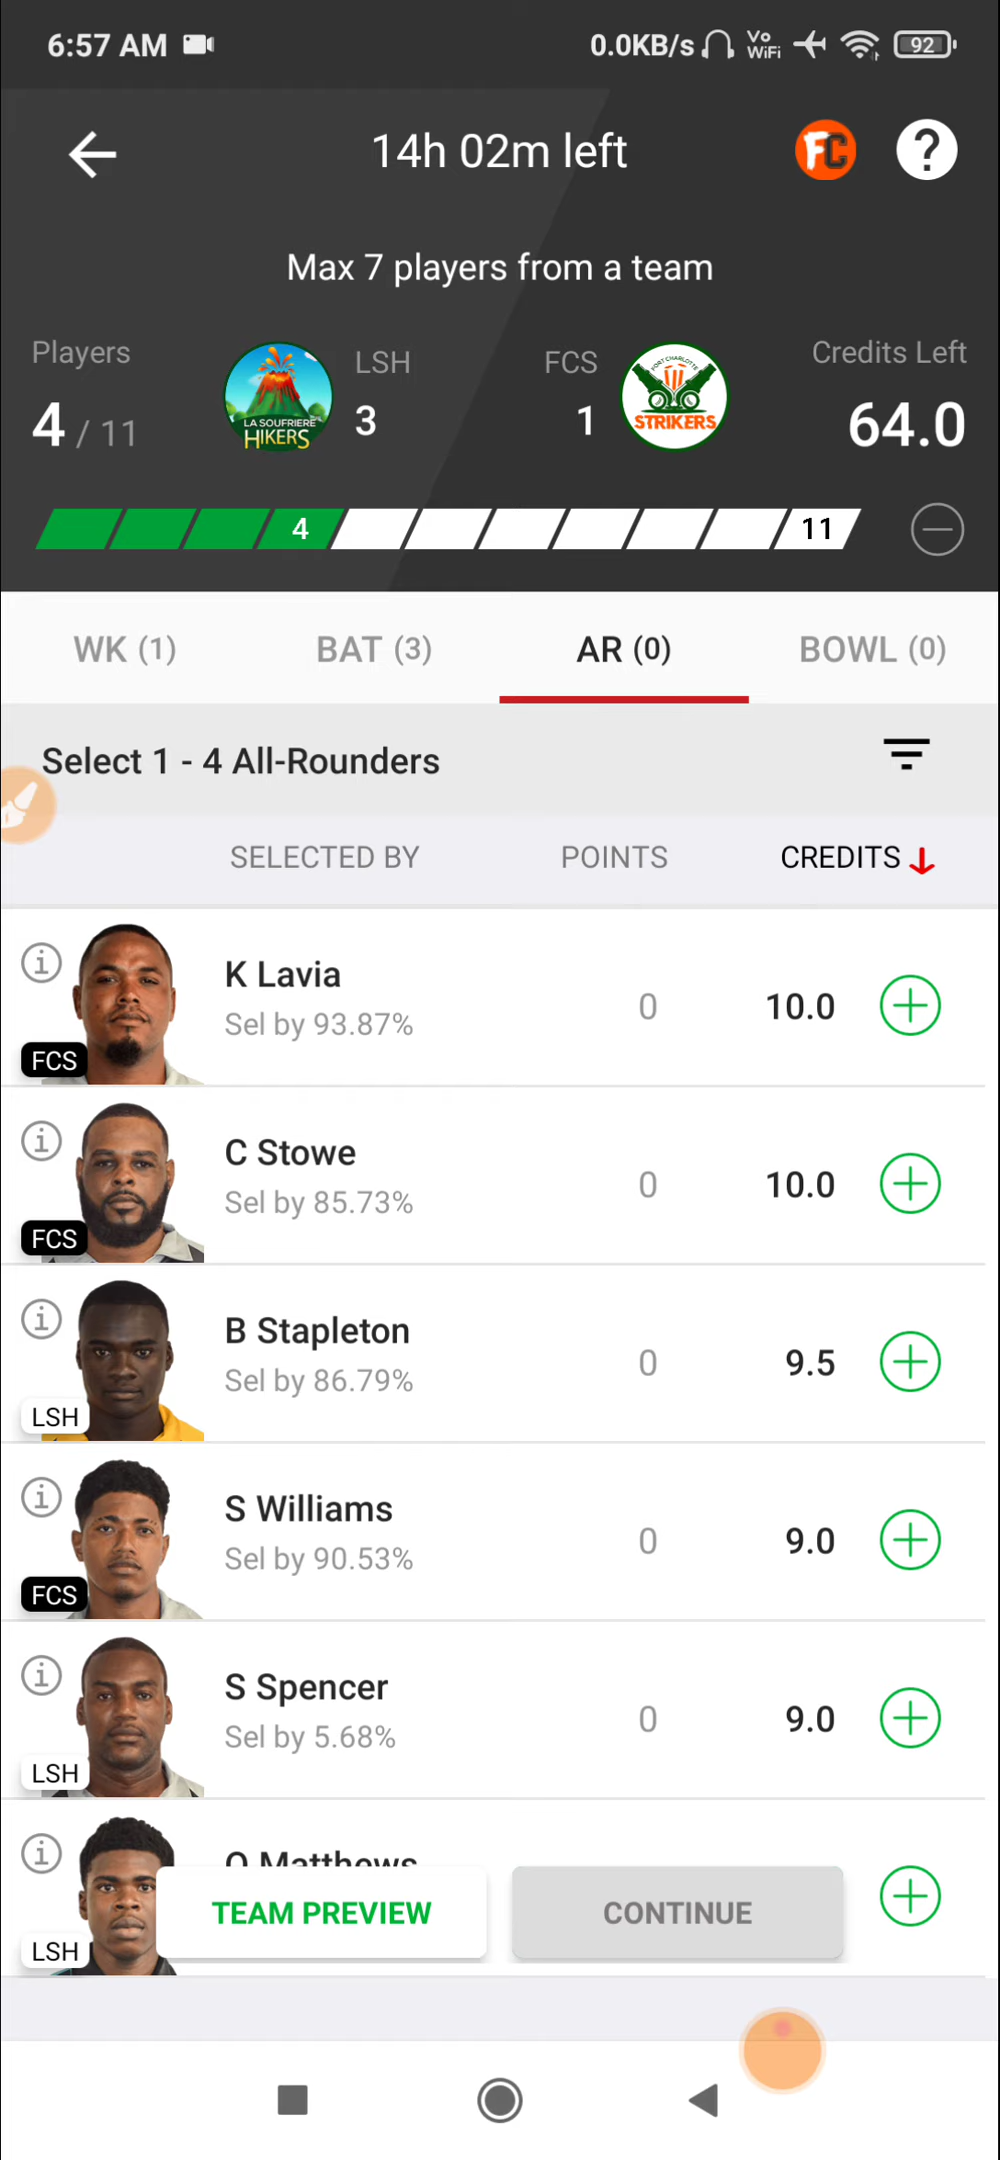 6:57 AM
0.0KB/s Vo WiFi 92
14h 02m left
FC
?
Max 7 players from a team
Players
LSH
FCS
Credits Left
4 / 11
3
1
64.0
LA SOUFRIERE
HIKERS
FORT CHARLOTTE
STRIKERS
4
11
WK (1)
BAT (3)
AR (0)
BOWL (0)
Select 1 - 4 All-Rounders
SELECTED BY
POINTS
CREDITS
K Lavia
Sel by 93.87%
0
10.0
FCS
C Stowe
Sel by 85.73%
0
10.0
FCS
B Stapleton
Sel by 86.79%
0
9.5
LSH
S Williams
Sel by 90.53%
0
9.0
FCS
S Spencer
Sel by 5.68%
0
9.0
LSH
O Matthews
LSH
TEAM PREVIEW
CONTINUE